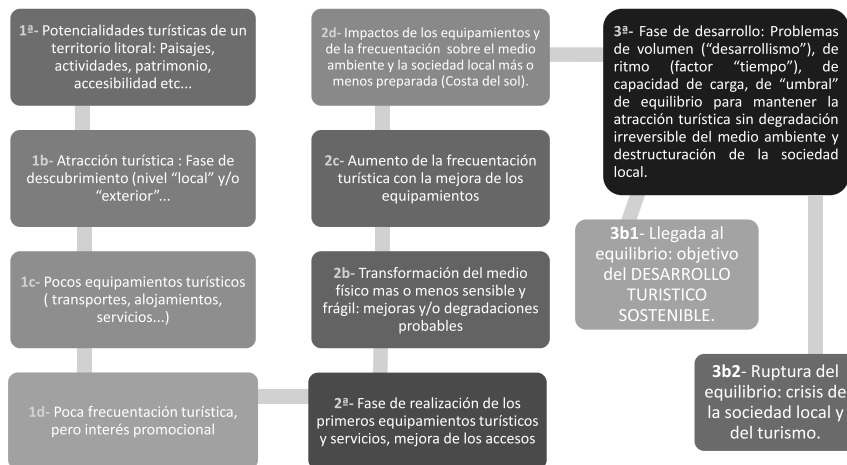 1ª- Potencialidades turísticas de un
territorio litoral: Paisajes,
actividades, patrimonio,
accesibilidad etc...
1b- Atracción turística : Fase de
descubrimiento (nivel “local” y/o
“exterior”...
1c- Pocos equipamientos turísticos
( transportes, alojamientos,
servicios...)
1d- Poca frecuentación turística,
pero interés promocional
2ª- Fase de realización de los
primeros equipamientos turísticos
y servicios, mejora de los accesos
2b- Transformación del medio
físico mas o menos sensible y
frágil: mejoras y/o degradaciones
probables
2c- Aumento de la frecuentación
turística con la mejora de los
equipamientos
2d- Impactos de los equipamientos y
de la frecuentación sobre el medio
ambiente y la sociedad local más o
menos preparada (Costa del sol).
3ª- Fase de desarrollo: Problemas
de volumen (“desarrollismo”), de
ritmo (factor “tiempo”), de
capacidad de carga, de “umbral”
de equilibrio para mantener la
atracción turística sin degradación
irreversible del medio ambiente y
destructuración de la sociedad
local.
3b1- Llegada al
equilibrio: objetivo
del DESARROLLO
TURISTICO
SOSTENIBLE.
3b2- Ruptura del
equilibrio: crisis de
la sociedad local y
del turismo.